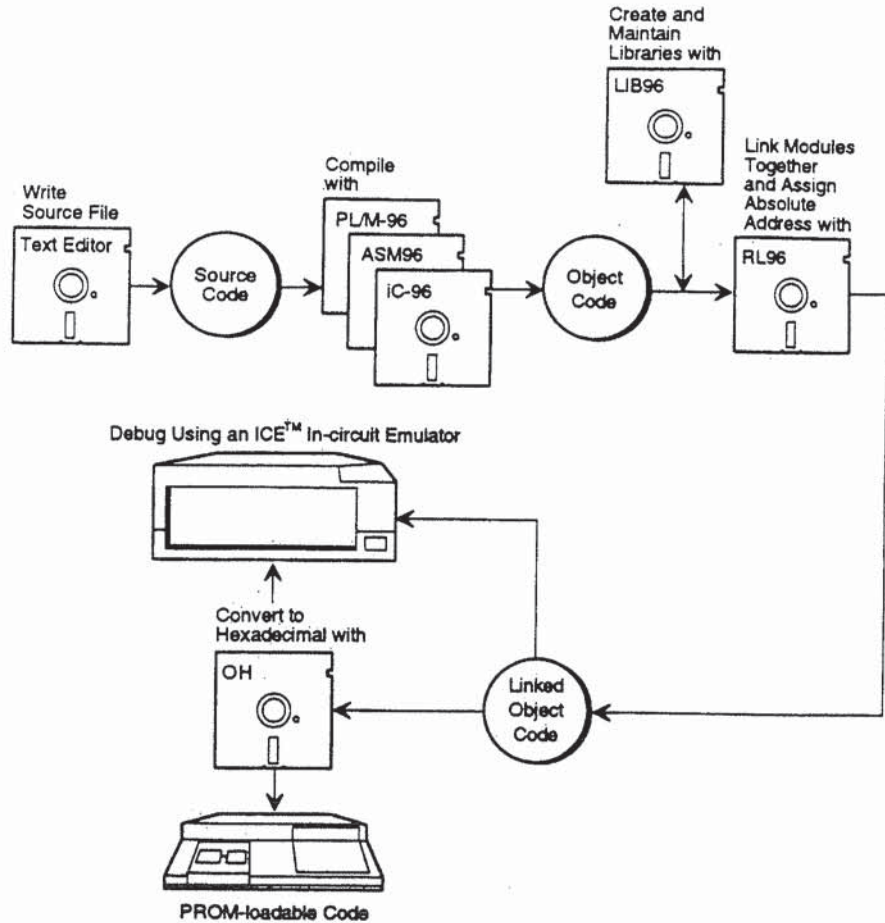 Create and
Maintain
Libraries with
LIB96
Link Modules
Together
and Assign
Absolute
Address with
RL96
Compile
with
PL/M-96
ASM96
iC-96
Write
Source File
Text Editor
Source
Code
Object
Code
Debug Using an ICE™ In-circuit Emulator
Convert to
Hexadecimal with
OH
Linked
Object
Code
PROM-loadable Code